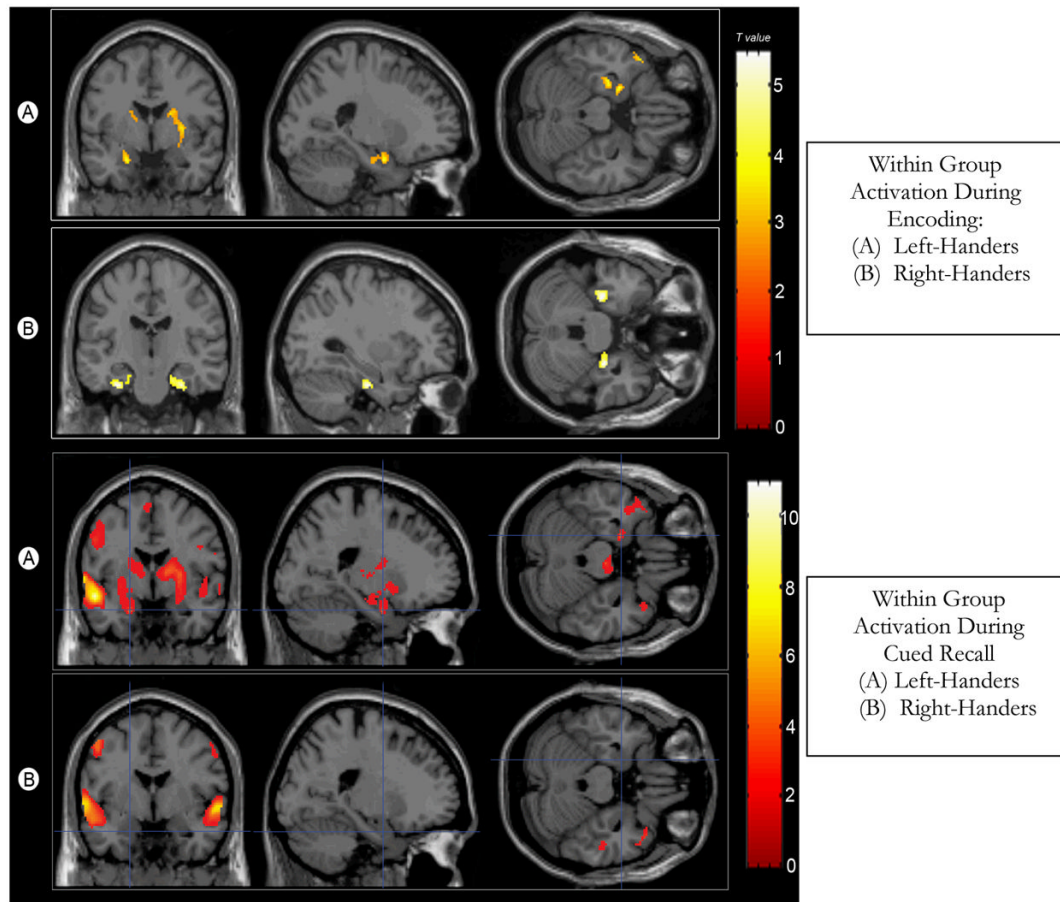 T value
A
5
4
3
2
1
0
Within Group
Activation During
Encoding:
(A) Left-Handers
(B) Right-Handers
B
A
10
8
6
4
2
0
Within Group
Activation During
Cued Recall
(A) Left-Handers
(B) Right-Handers
B